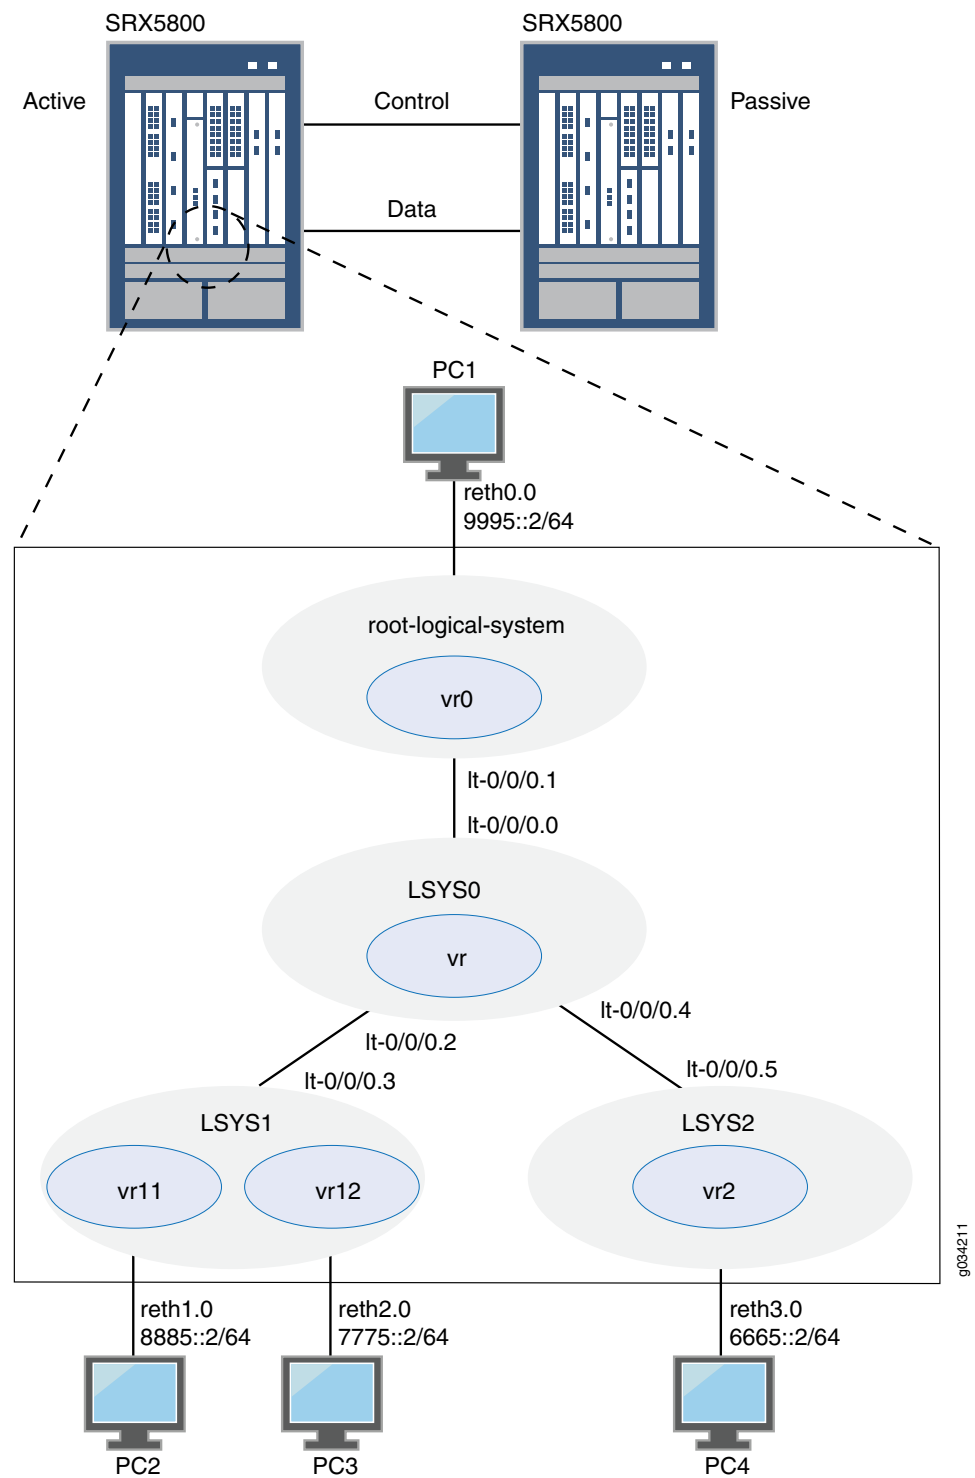 SRX5800
SRX5800
Active
Control
Passive
Data
PC1
reth0.0
9995::2/64
root-logical-system
vr0
lt-0/0/0.1
lt-0/0/0.0
LSYS0
vr
lt-0/0/0.4
lt-0/0/0.2
lt-0/0/0.5
lt-0/0/0.3
LSYS1
LSYS2
vr11
vr12
vr2
g034211
reth1.0
8885::2/64
reth2.0
7775::2/64
reth3.0
6665::2/64
PC2
PC3
PC4